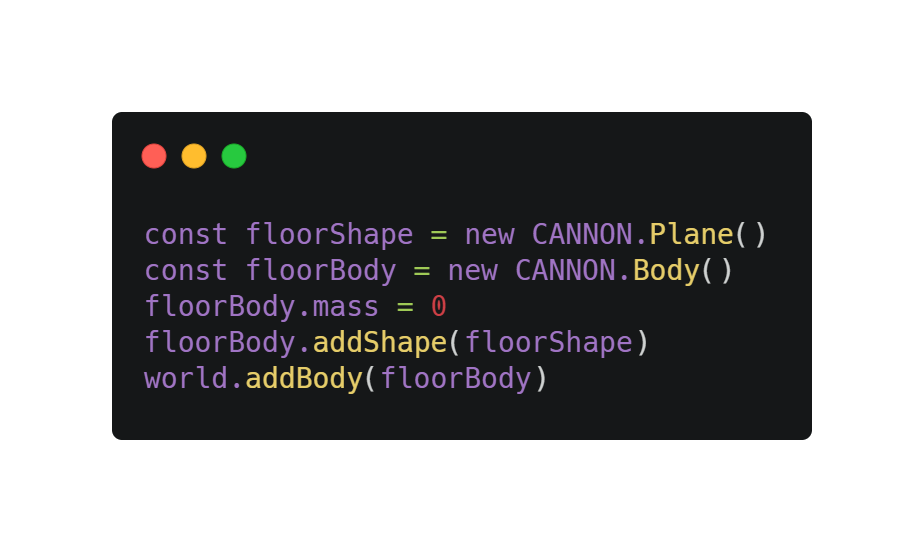 const floorShape = new CANNON.Plane()
const floorBody = new CANNON.Body()
floorBody.mass = 0
floorBody.addShape(floorShape)
world.addBody(floorBody)